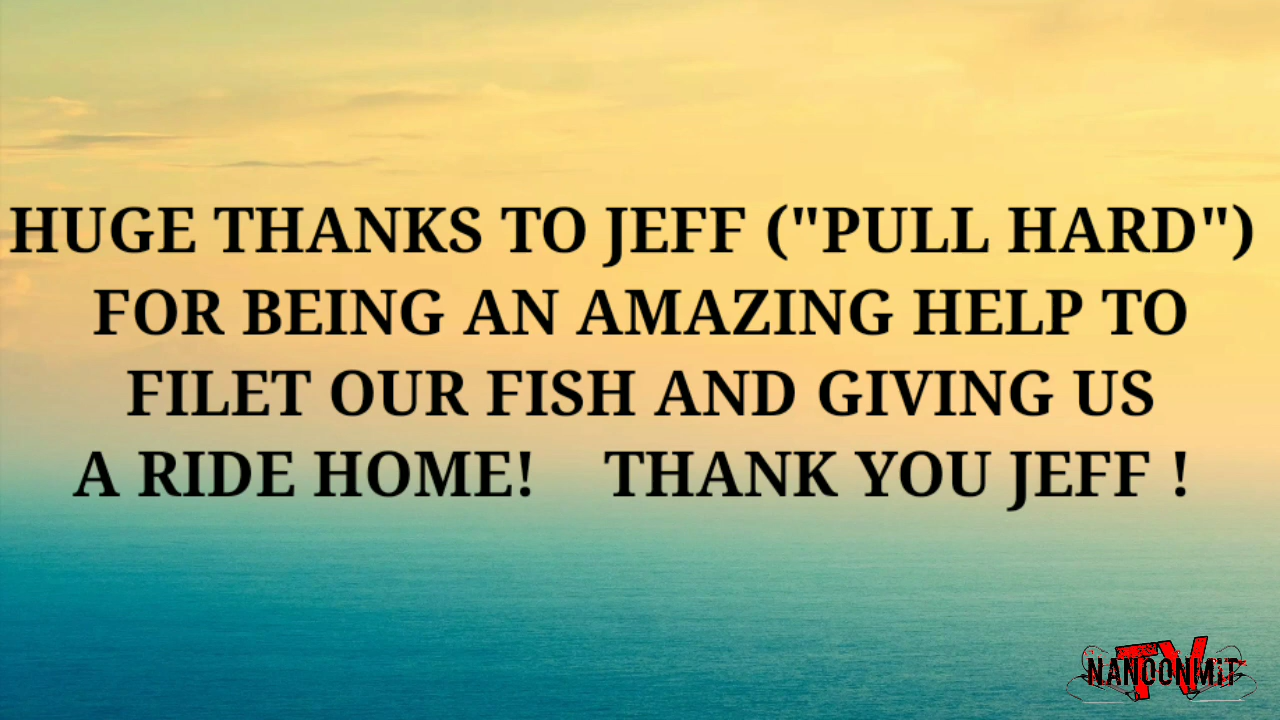 HUGE THANKS TO JEFF ("PULL HARD")
FOR BEING AN AMAZING HELP TO
FILET OUR FISH AND GIVING US
A RIDE HOME! THANK YOU JEFF !
TV
NANOONMiT